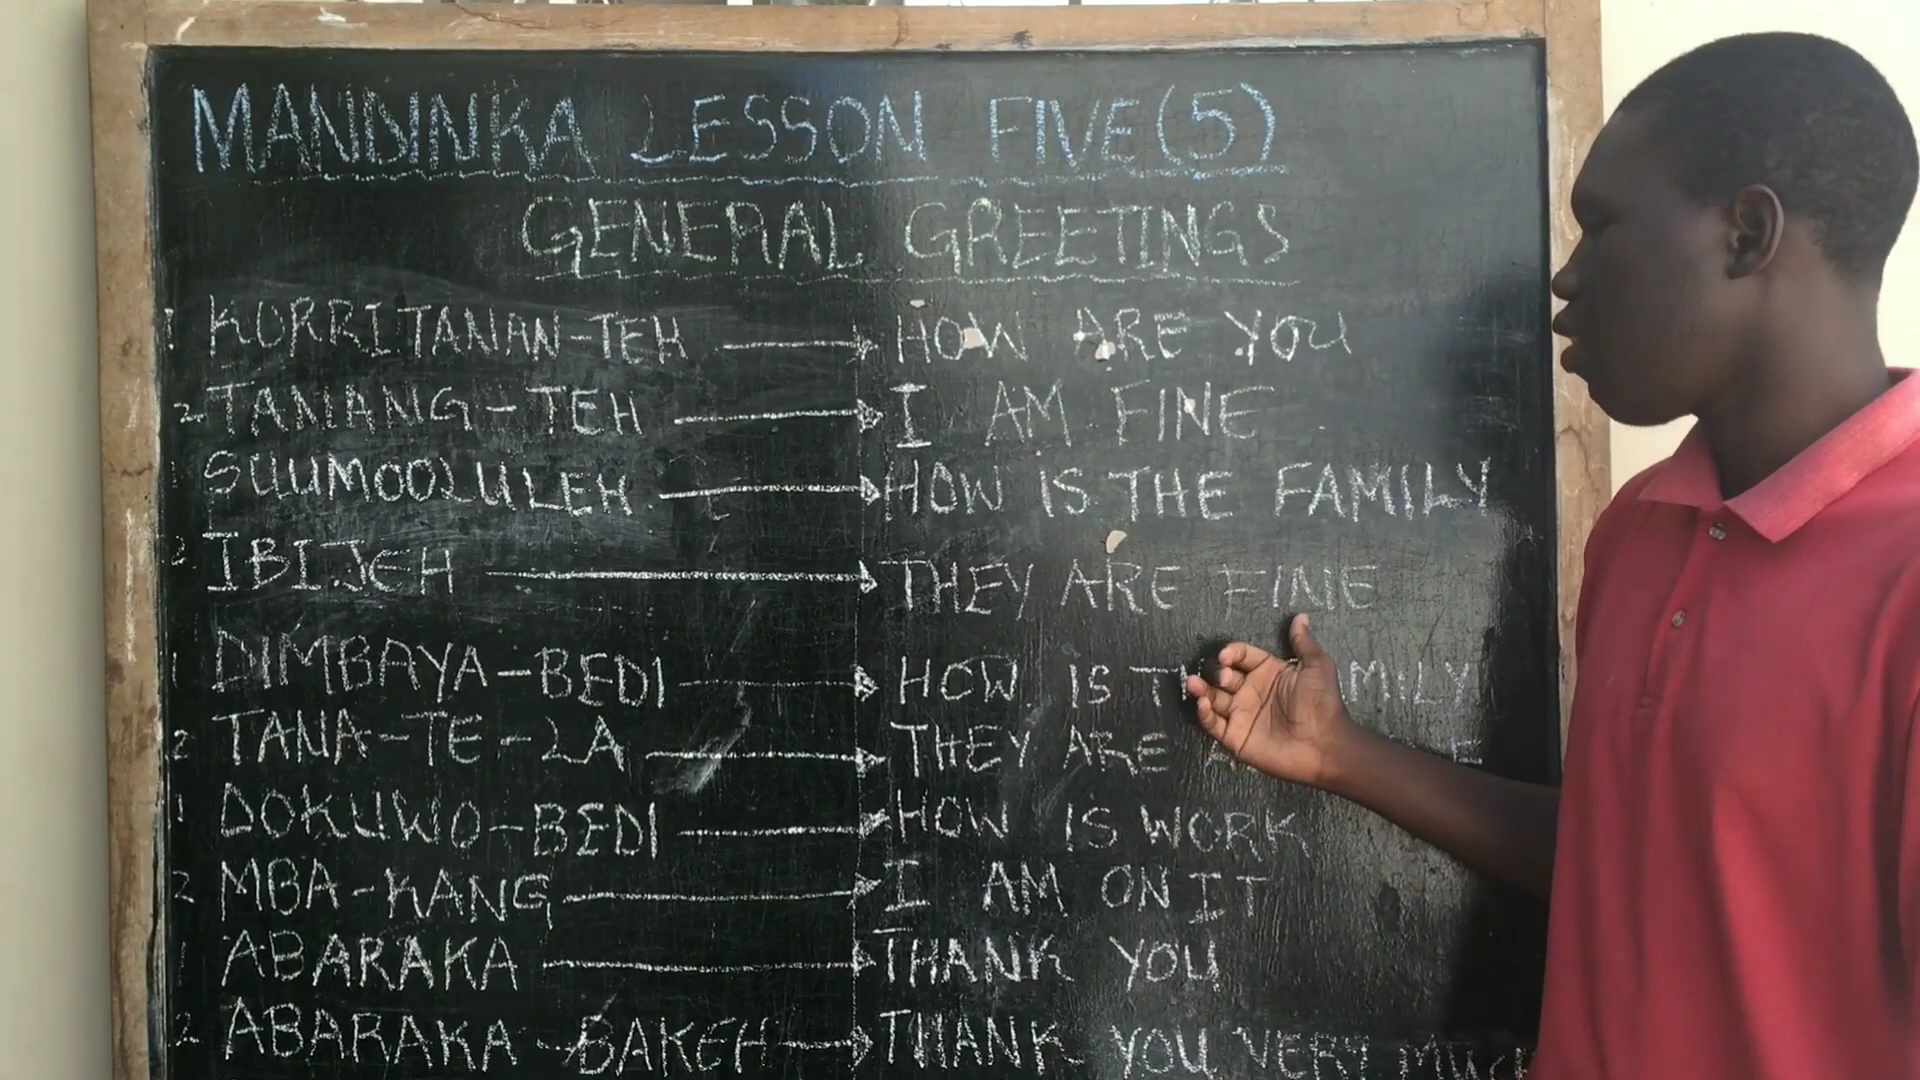 MANDINKA LESSON FIVE (5)
GENERAL GREETINGS
1 KORRITANAN-TEH → HOW ARE YOU
2 TANANG-TEH → I AM FINE
1 SUUMOOLULEH → HOW IS THE FAMILY
2 IBIJEH → THEY ARE FINE
1 DIMBAYA-BEDI → HOW IS FAMILY
2 TANA-TE-LA → THEY ARE
1 DOKUWO-BEDI → HOW IS WORK
2 MBA-KANG → I AM ON IT
1 ABARAKA → THANK YOU
2 ABARAKA-BAKEH → THANK YOU VERY MUCH